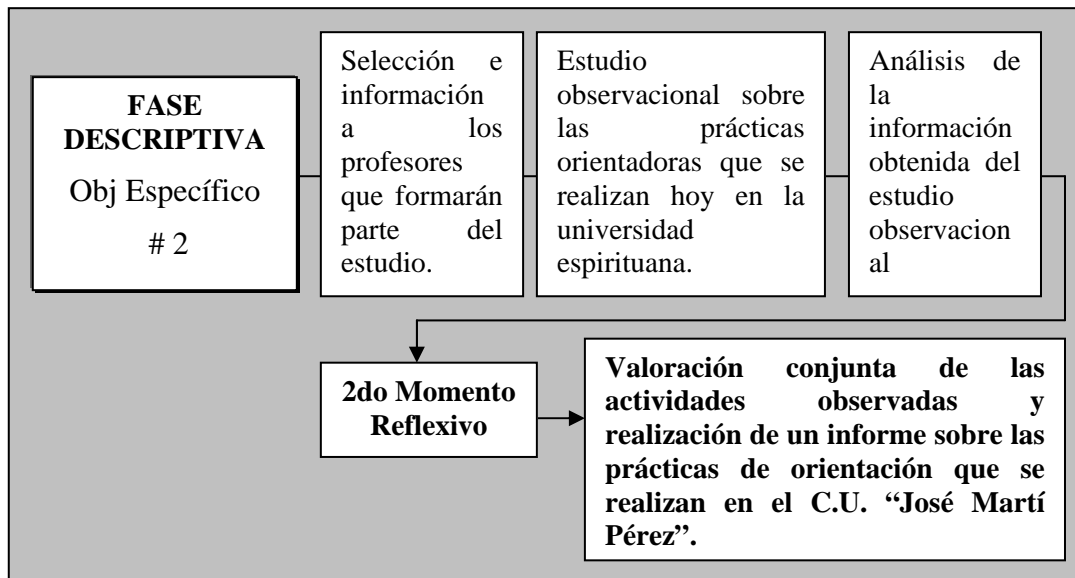 FASE
DESCRIPTIVA
Obj Específico
# 2
Selección e
información
a los
profesores
que formarán
parte del
estudio.
Estudio
observacional sobre
las prácticas
orientadoras que se
realizan hoy en la
universidad
espirituana.
Análisis de
la
información
obtenida del
estudio
observacion
al
2do Momento
Reflexivo
Valoración conjunta de las
actividades observadas y
realización de un informe sobre las
prácticas de orientación que se
realizan en el C.U. “José Martí
Pérez”.